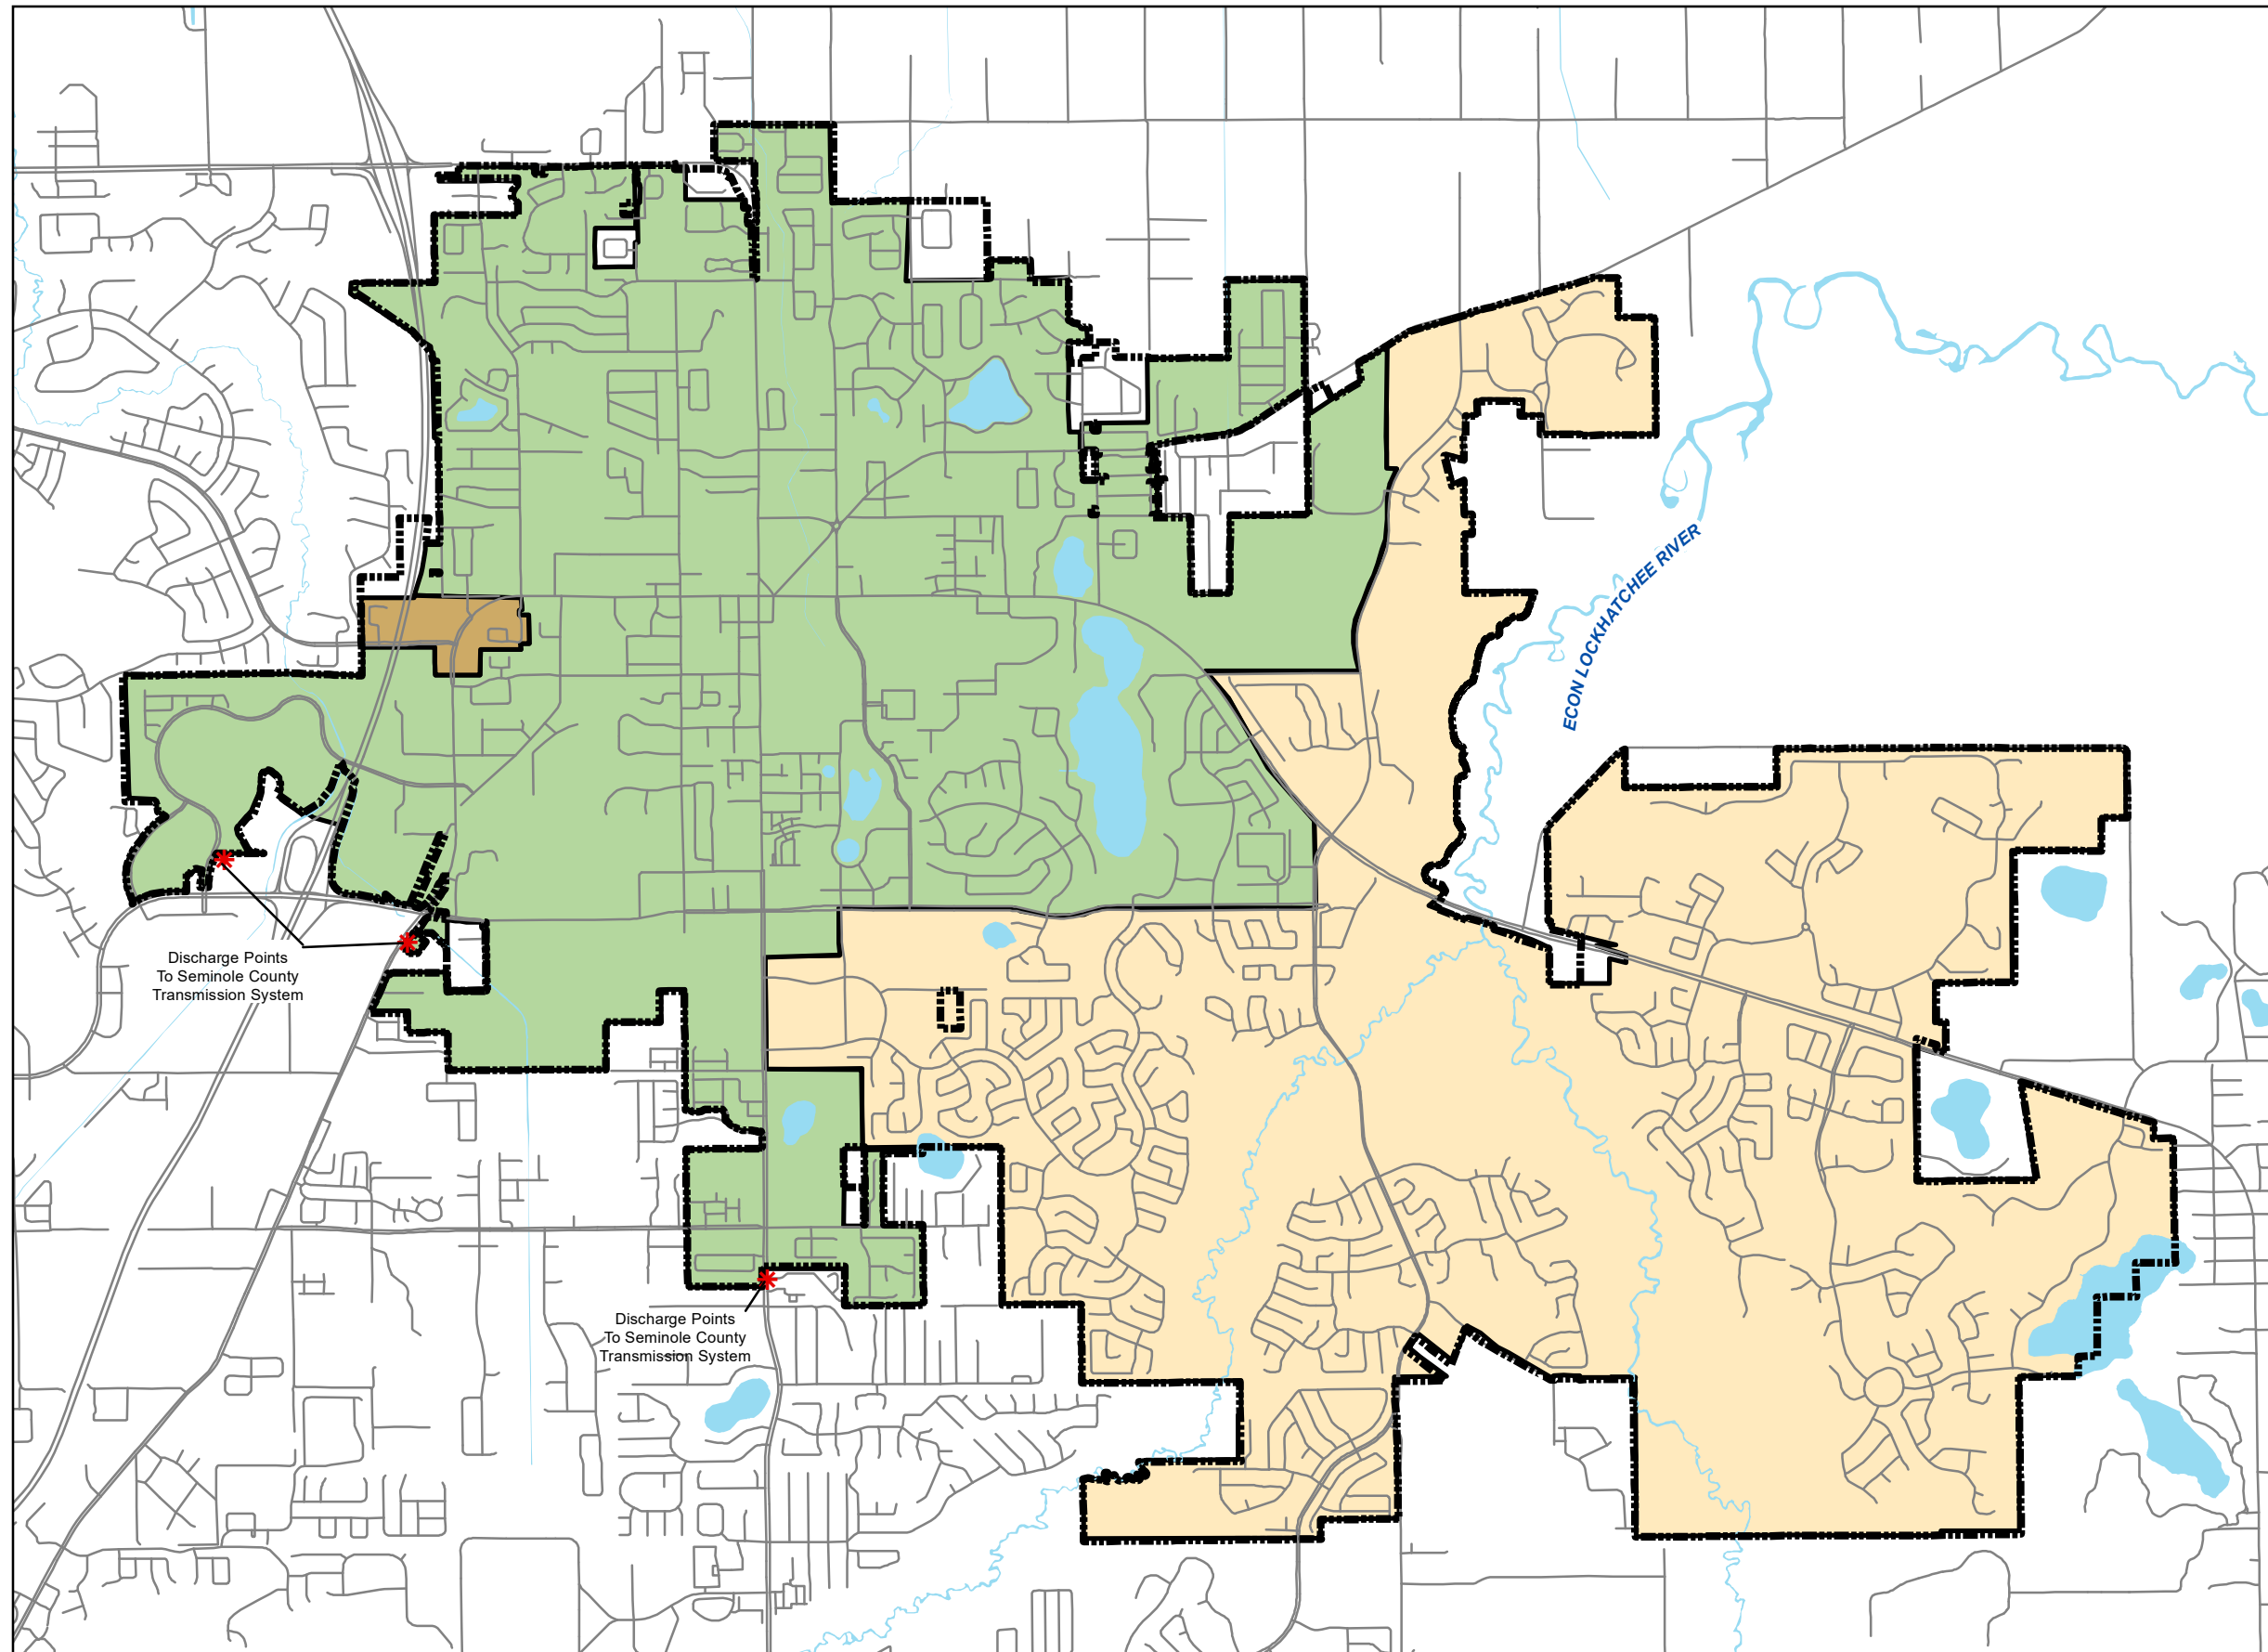 ECON LOCKHATCHEE RIVER
Discharge Points
To Seminole County
Transmission System
Discharge Points
To Seminole County
Transmission System